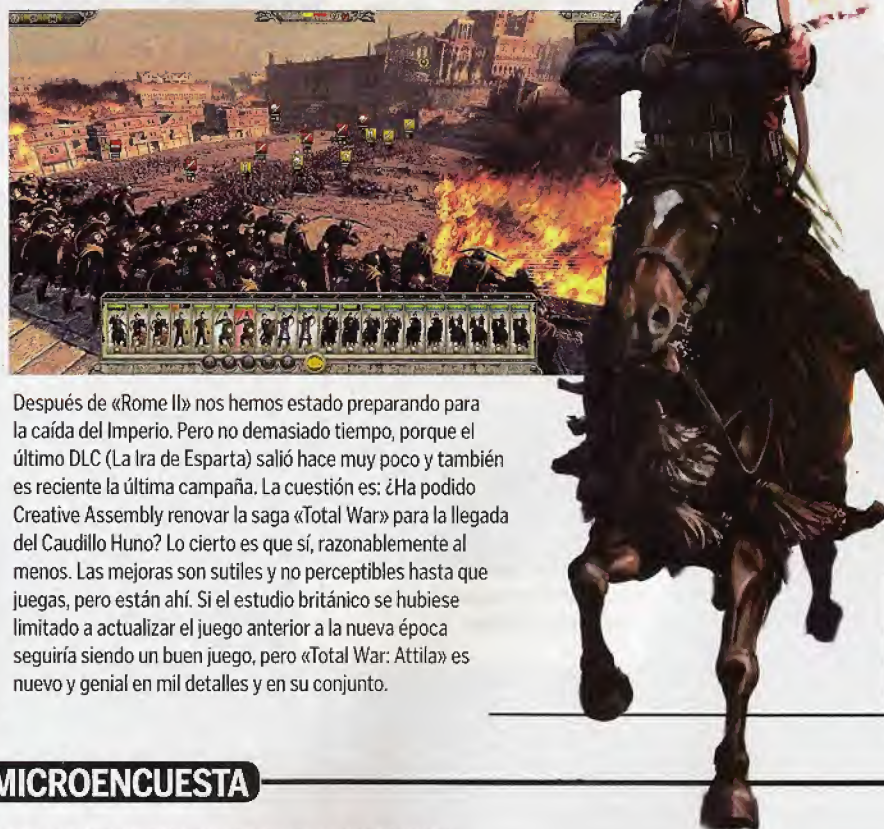 Después de «Rome II» nos hemos estado preparando para
la caída del Imperio. Pero no demasiado tiempo, porque el
último DLC (La Ira de Esparta) salió hace muy poco y también
es reciente la última campaña. La cuestión es: ¿Ha podido
Creative Assembly renovar la saga «Total War» para la llegada
del Caudillo Huno? Lo cierto es que sí, razonablemente al
menos. Las mejoras son sutiles y no perceptibles hasta que
juegas, pero están ahí. Si el estudio británico se hubiese
limitado a actualizar el juego anterior a la nueva época
seguiría siendo un buen juego, pero «Total War: Attila» es
nuevo y genial en mil detalles y en su conjunto.
MICROENCUESTA